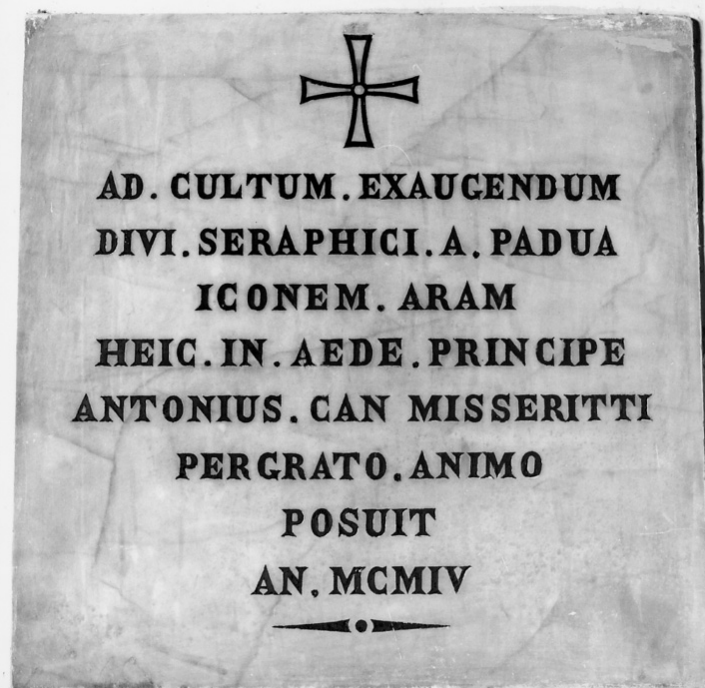 AD. CULTUM. EXAUGENDUM
DIVI. SERAPHICI. A. PADUA
ICONEM. ARAM
HEIC. IN. AEDE. PRINCIPE
ANTONIUS. CAN MISSERITTI
PERGRATO. ANIMO
POSUIT
AN. MCMIV